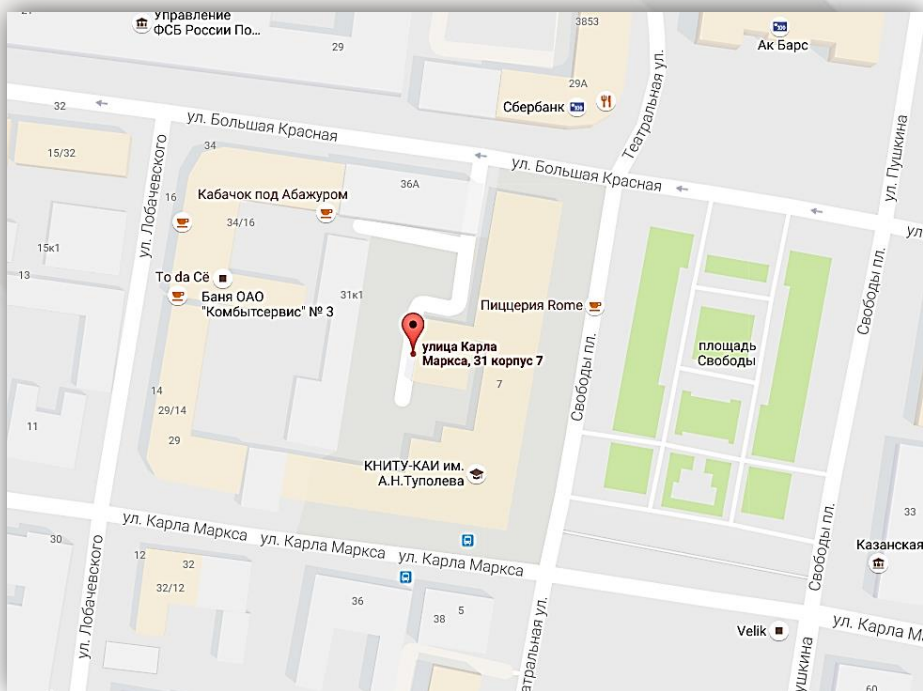 Управление
ФСБ России По...
29
3853
Ак Барс
29А
Сбербанк
32
ул. Большая Красная
ул. Большая Красная
Театральная ул.
ул. Пушкина
ул. Лобачевского
15/32
34
36А
16
Кабачок под Абажуром
34/16
15к1
13
To da Cё
Баня ОАО
"Комбытсервис" № 3
31к1
Пиццерия Rome
Свободы пл.
улица Карла
Маркса, 31 корпус 7
7
площадь
Свободы
Свободы пл.
14
29/14
11
29
КНИТУ-КАИ им.
А.Н.Туполева
ул. Карла Маркса
ул. Карла Маркса
ул. Карла Маркса
30
12
32
32/12
ул. Лобачевского
36
38
5
Свободы пл.
33
Казанская
Velik
ул. Карла М
60